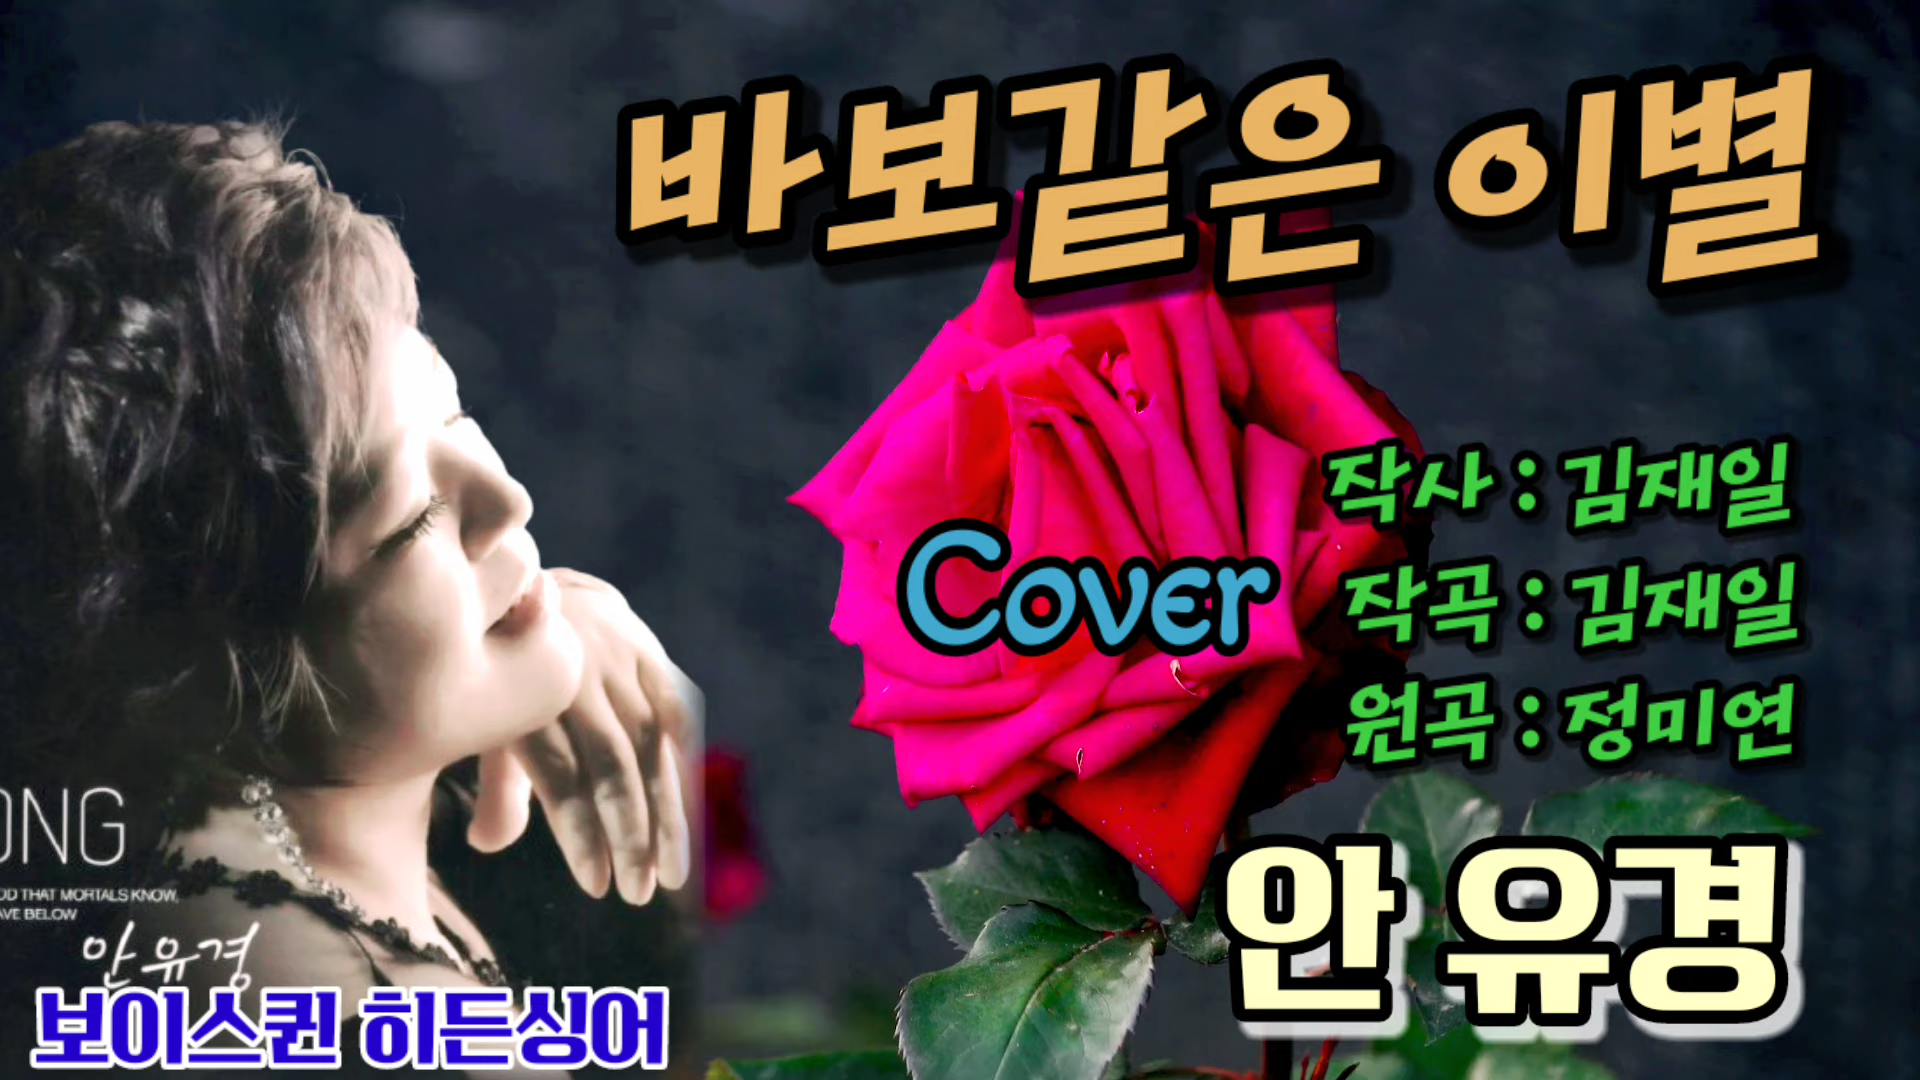 바보같은 이별
작사 : 김재일
Cover
작곡 : 김재일
원곡 : 정미연
안 유경
ONG
OD THAT MORTALS KNOW,
AVE BELOW
안유경
보이스퀸 히든싱어